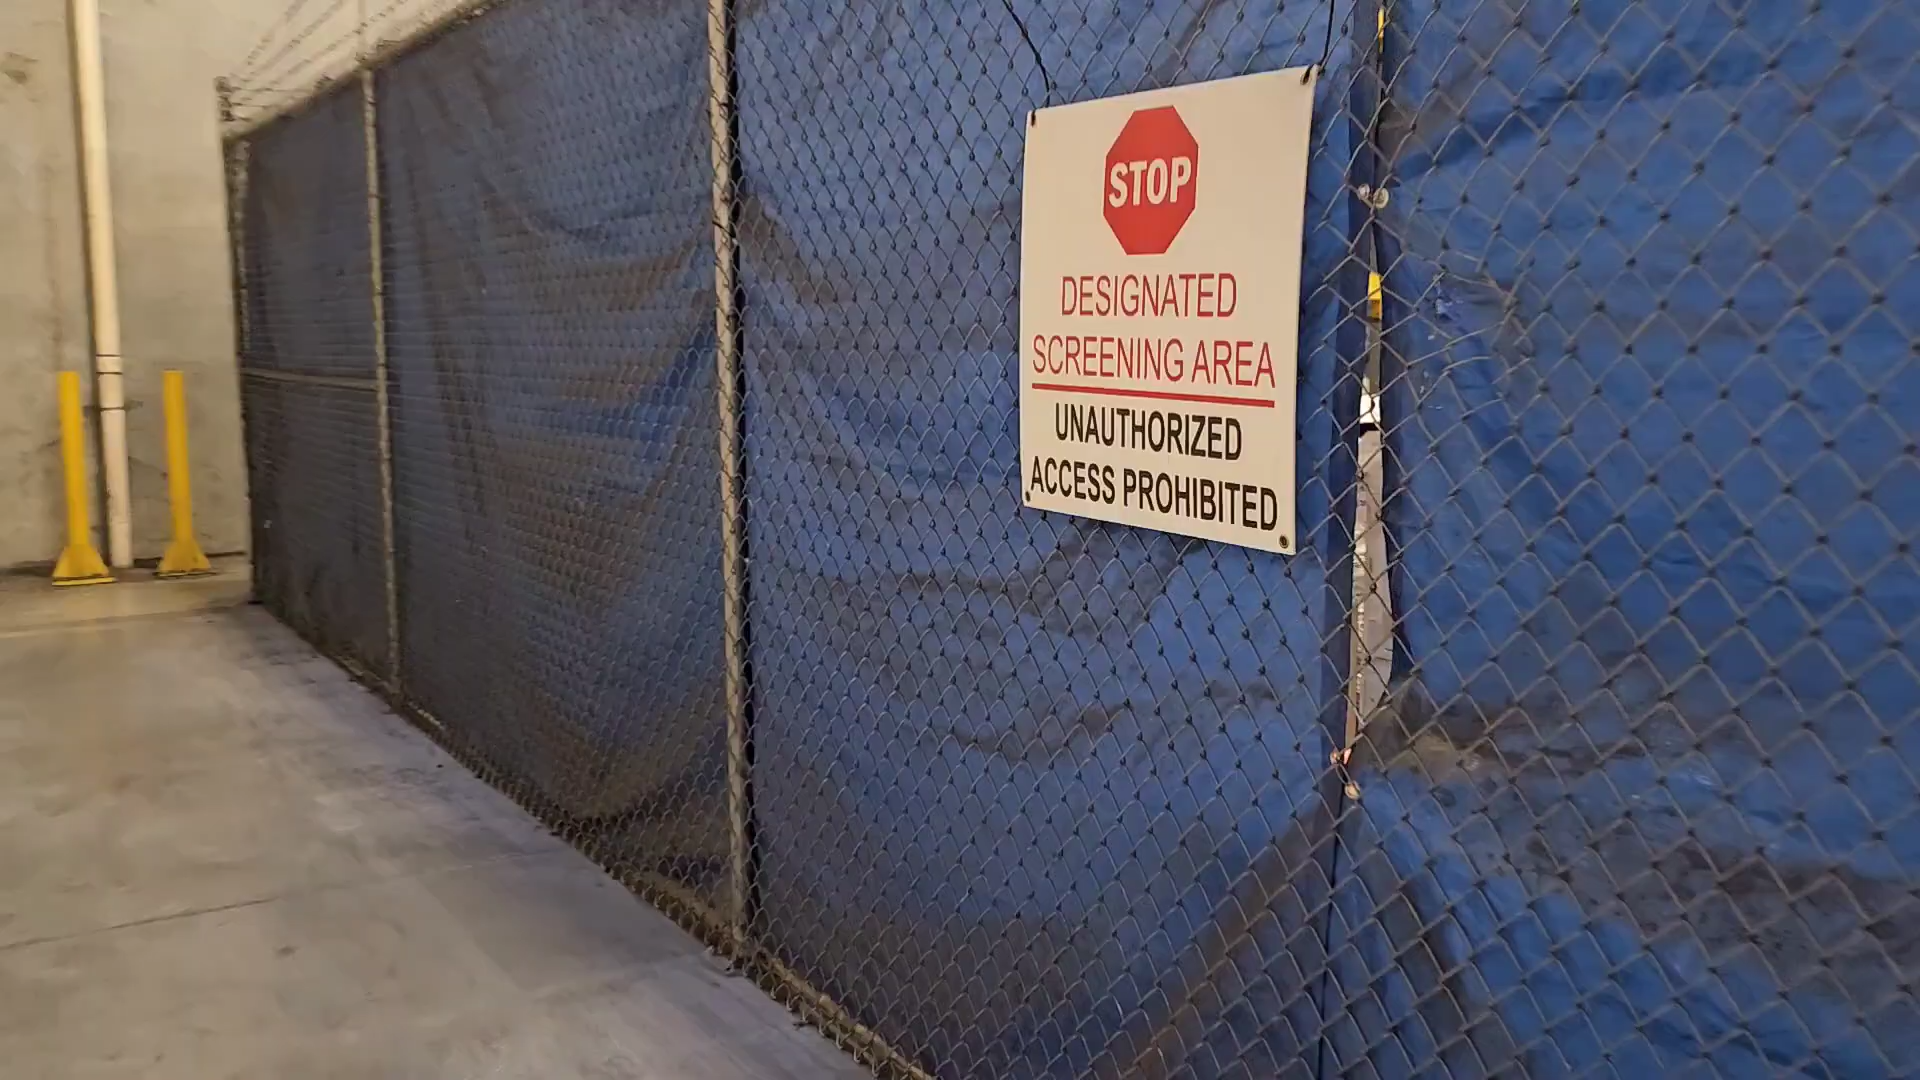 STOP
DESIGNATED
SCREENING AREA
UNAUTHORIZED
ACCESS PROHIBITED